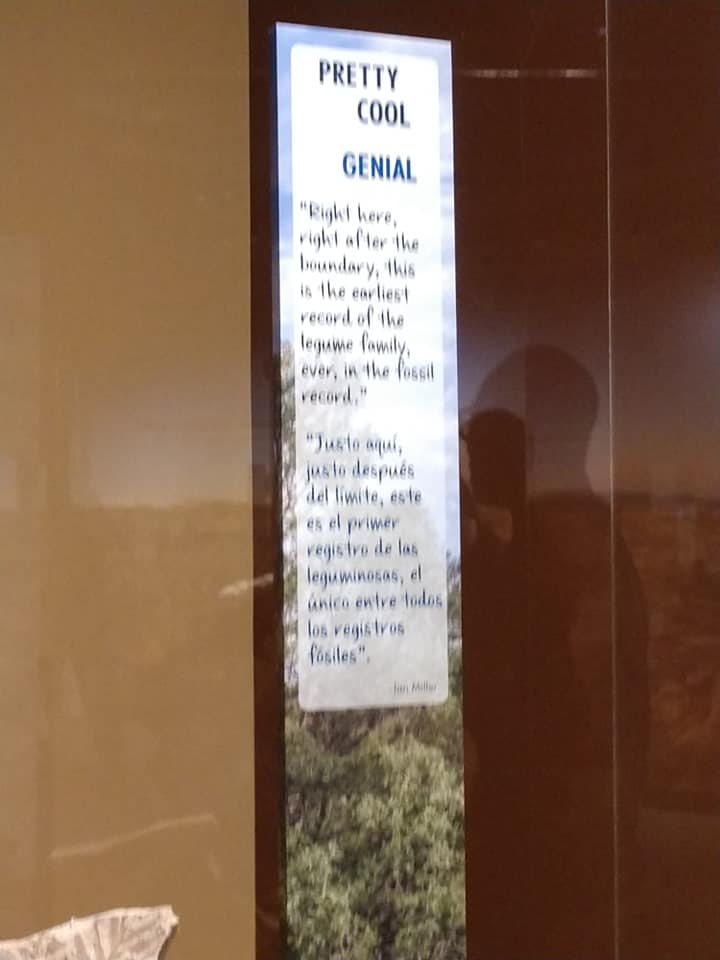 PRETTY
COOL
GENIAL
"Right here,
right after the
boundary, this
is the earliest
record of the
legume family,
ever, in the fossil
record."
"Justo aquí,
justo después
del límite, este
es el primer
registro de las
leguminosas, el
único entre todos
los registros
fósiles".
Miller